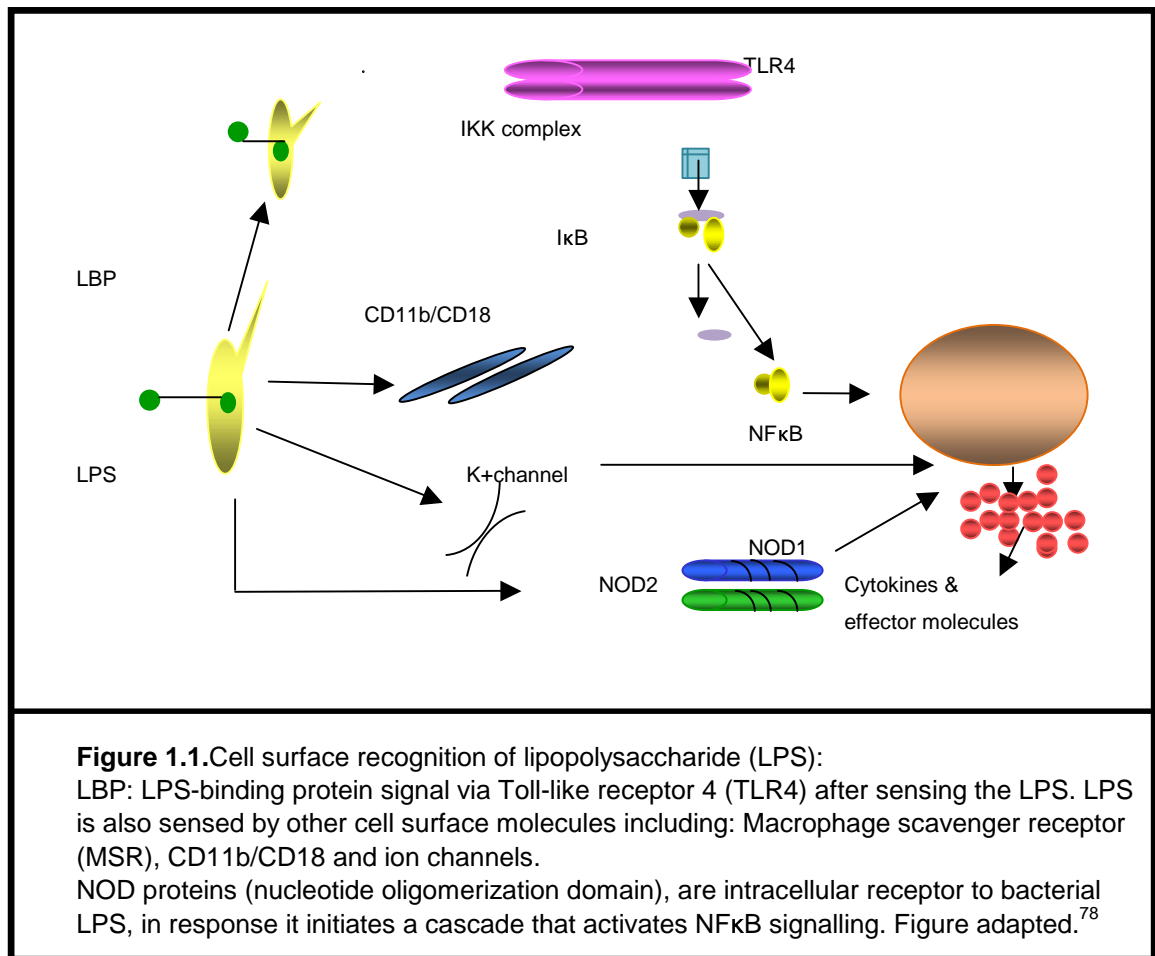 TLR4
IKK complex
IκB
LBP
CD11b/CD18
NFκB
LPS
K+channel
NOD1
NOD2
Cytokines &
effector molecules
Figure 1.1.Cell surface recognition of lipopolysaccharide (LPS):
LBP: LPS-binding protein signal via Toll-like receptor 4 (TLR4) after sensing the LPS. LPS
is also sensed by other cell surface molecules including: Macrophage scavenger receptor
(MSR), CD11b/CD18 and ion channels.
NOD proteins (nucleotide oligomerization domain), are intracellular receptor to bacterial
LPS, in response it initiates a cascade that activates NFκB signalling. Figure adapted.78